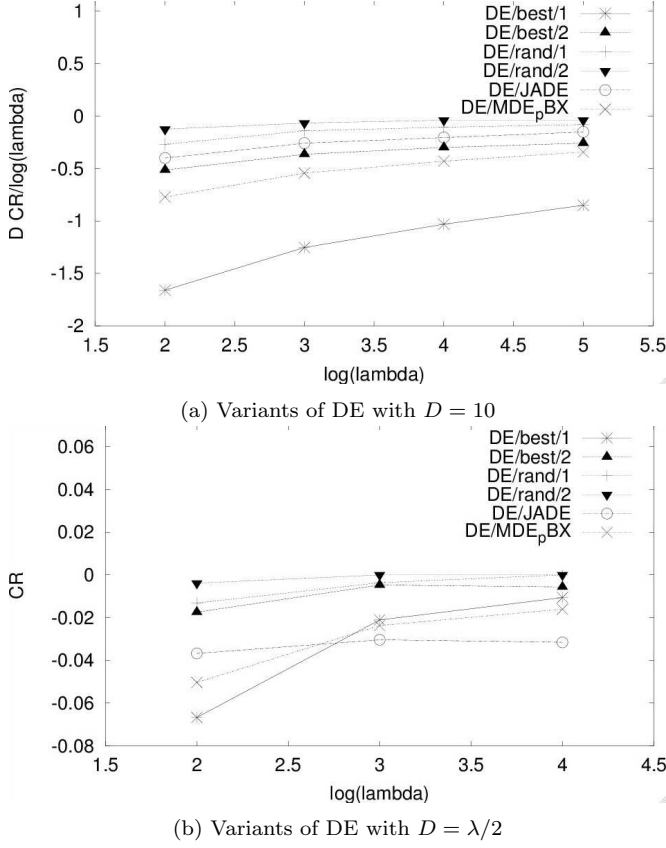 1
0.5
0
-0.5
-1
-1.5
-2
D CR/log(lambda)
DE/best/1
DE/best/2
DE/rand/1
DE/rand/2
DE/JADE
DE/MDEpBX
1.5 2 2.5 3 3.5 4 4.5 5 5.5
log(lambda)
(a) Variants of DE with D = 10
0.06
0.04
0.02
0
-0.02
-0.04
-0.06
-0.08
CR
DE/best/1
DE/best/2
DE/rand/1
DE/rand/2
DE/JADE
DE/MDEpBX
1.5 2 2.5 3 3.5 4 4.5
log(lambda)
(b) Variants of DE with D = λ/2